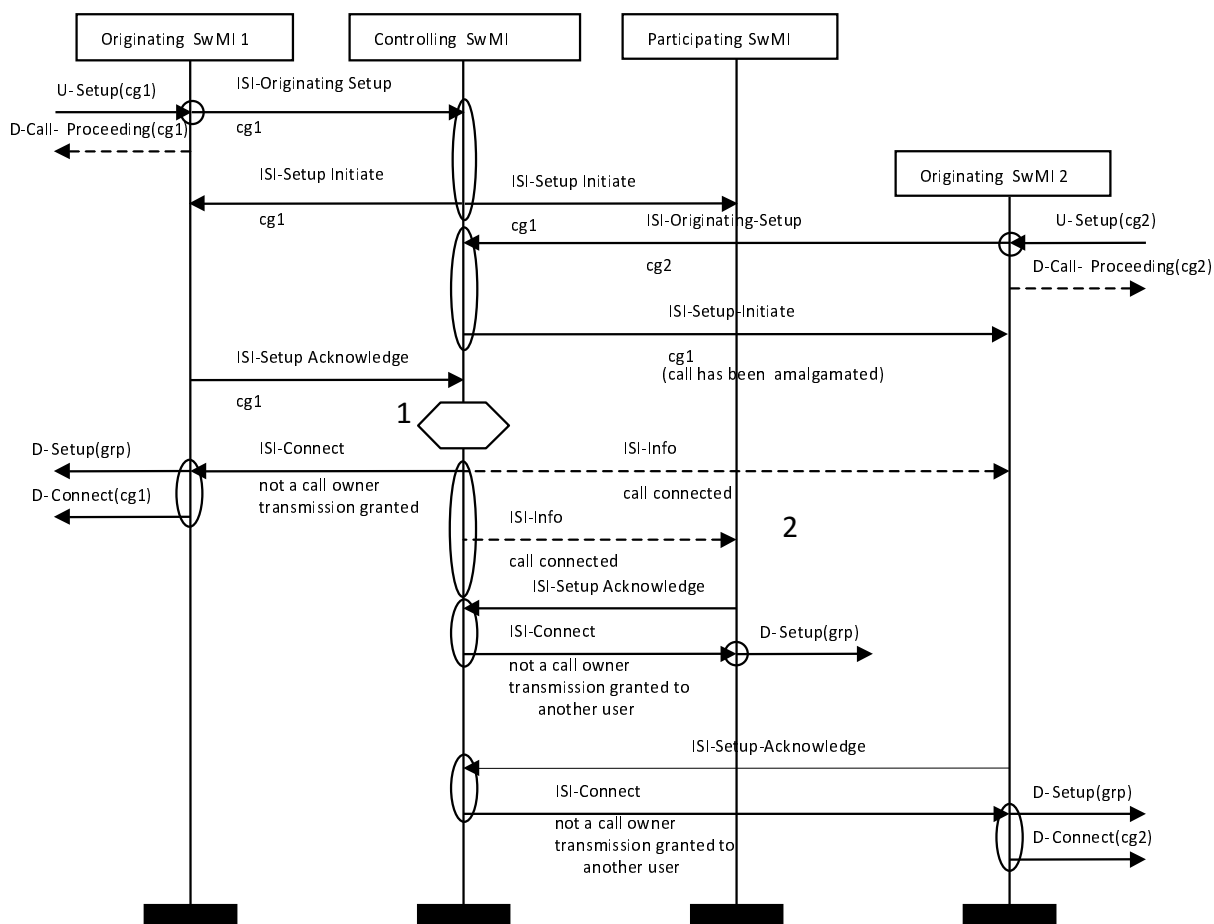 Originating SwMI 1
Controlling SwMI
Participating SwMI
U-Setup(cg1)
ISI-Originating Setup
D-Call- Proceeding(cg1)
cg1
Originating SwMI 2
ISI-Setup Initiate
ISI-Setup Initiate
cg1
cg1
ISI-Originating-Setup
U-Setup(cg2)
cg2
D-Call- Proceeding(cg2)
ISI-Setup-Initiate
ISI-Setup Acknowledge
cg1
(call has been amalgamated)
cg1
1
D-Setup(grp)
ISI-Connect
ISI-Info
D-Connect(cg1)
not a call owner
transmission granted
call connected
ISI-Info
2
call connected
ISI-Setup Acknowledge
ISI-Connect
D-Setup(grp)
not a call owner
transmission granted to
another user
ISI-Setup-Acknowledge
ISI-Connect
D-Setup(grp)
not a call owner
transmission granted to
another user
D-Connect(cg2)